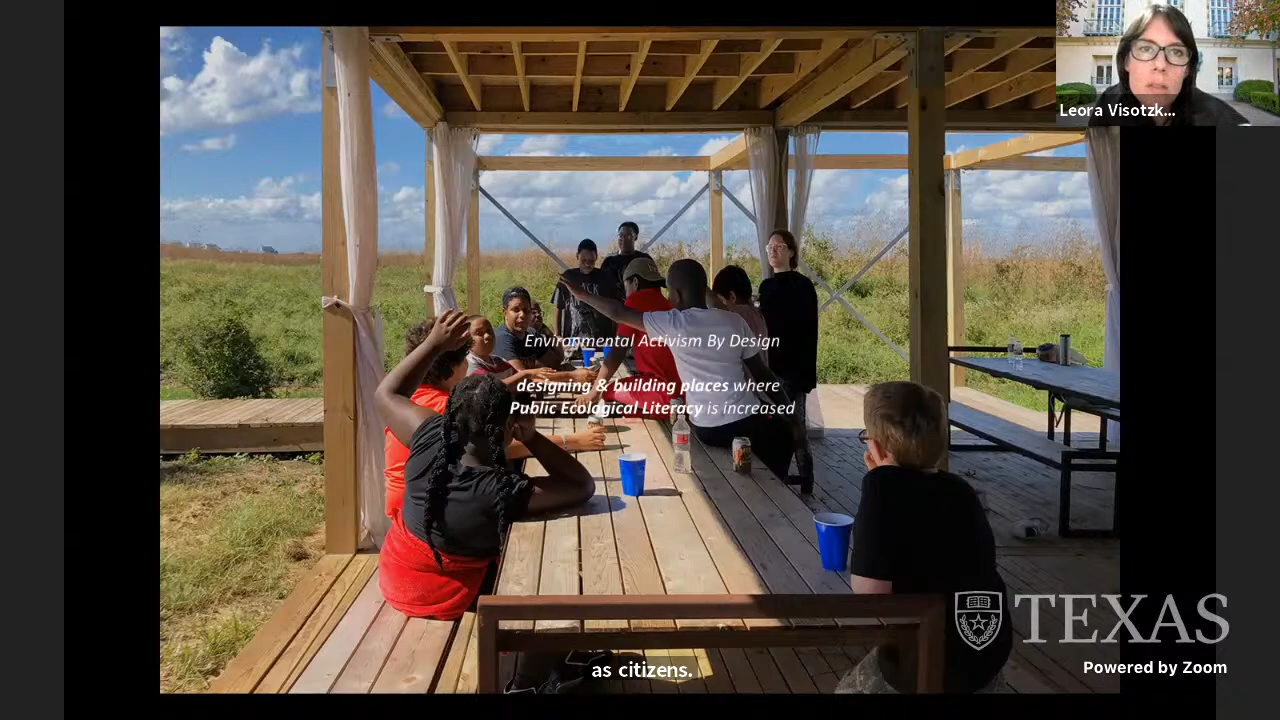 Leora Visotzk...
Environmental Activism By Design
designing & building places where
Public Ecological Literacy is increased
TEXAS
as citizens.
Powered by Zoom